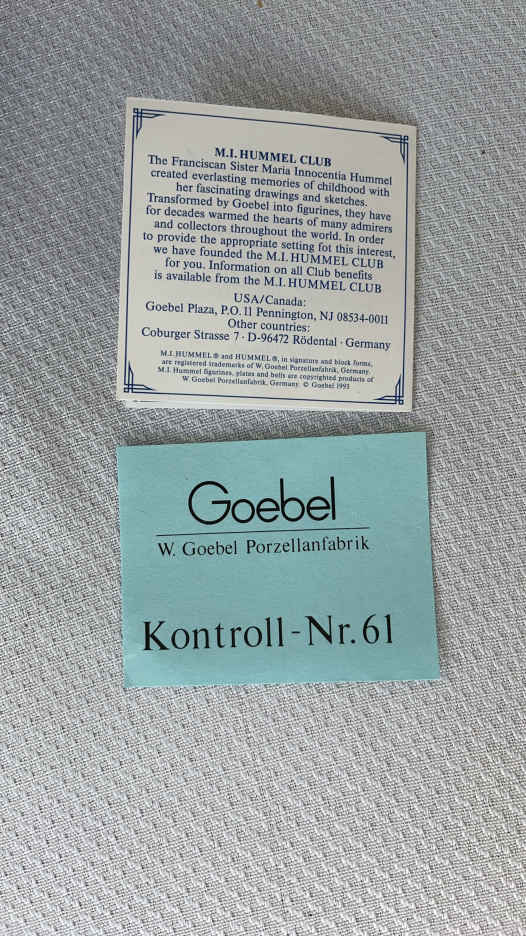 M.I. HUMMEL CLUB
The Franciscan Sister Maria Innocentia Hummel
created everlasting memories of childhood with
her fascinating drawings and sketches.
Transformed by Goebel into figurines, they have
for decades warmed the hearts of many admirers
and collectors throughout the world. In order
to provide the appropriate setting fot this interest,
we have founded the M.I. HUMMEL CLUB
for you. Information on all Club benefits
is available from the M.I. HUMMEL CLUB
USA/Canada:
Goebel Plaza, P.O. 11 Pennington, NJ 08534-0011
Other countries:
Coburger Strasse 7 · D-96472 Rödental · Germany
M.I. HUMMEL® and HUMMEL®, in signature and block forms,
are registered trademarks of W. Goebel Porzellanfabrik, Germany.
M.I. Hummel figurines, plates and bells are copyrighted products of
W. Goebel Porzellanfabrik, Germany. © Goebel 1993
Goebel
W. Goebel Porzellanfabrik
Kontroll-Nr. 61